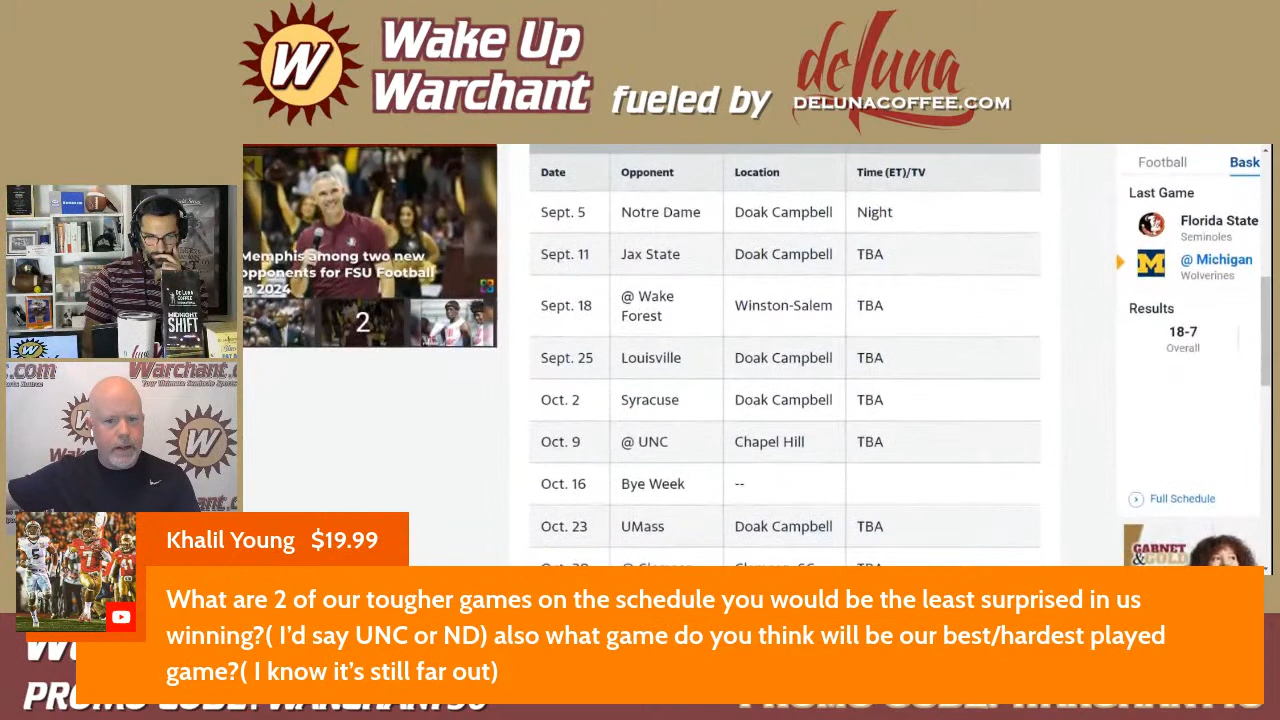 W
Wake Up
Warchant
fueled by
deLuna
DELUNACOFFEE.COM
Memphis among two new
opponents for FSU Football
in 2024
2
Date Opponent Location Time (ET)/TV
Sept. 5 Notre Dame Doak Campbell Night
Sept. 11 Jax State Doak Campbell TBA
Sept. 18 @ Wake Forest Winston-Salem TBA
Sept. 25 Louisville Doak Campbell TBA
Oct. 2 Syracuse Doak Campbell TBA
Oct. 9 @ UNC Chapel Hill TBA
Oct. 16 Bye Week --
Oct. 23 UMass Doak Campbell TBA
Football Bask
Last Game
Florida State
Seminoles
@ Michigan
Wolverines
Results
18-7
Overall
Full Schedule
GARNET
& GOLD
DE LUNA
COFFEE
MIDNIGHT
SHIFT
W
.com
Warchant.c
W
W
Khalil Young $19.99
What are 2 of our tougher games on the schedule you would be the least surprised in us
winning?( I'd say UNC or ND) also what game do you think will be our best/hardest played
game?( I know it's still far out)